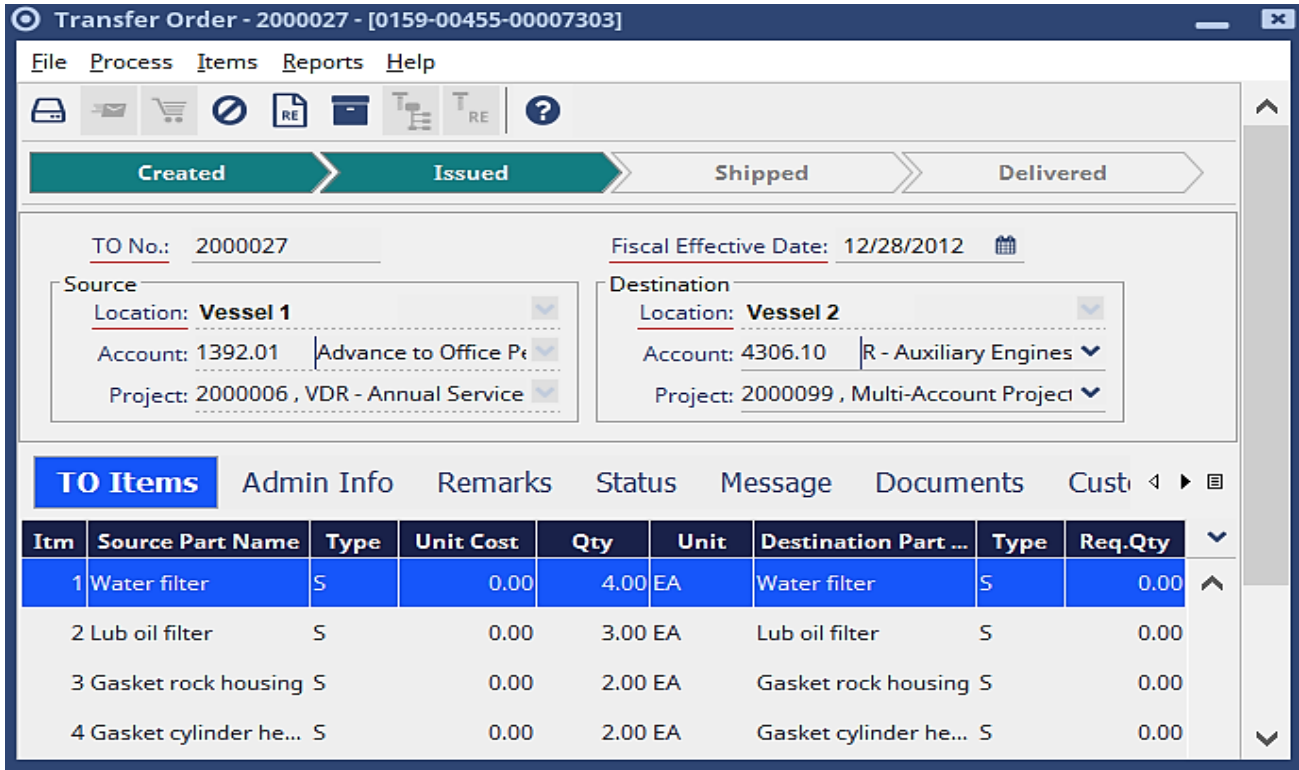 Transfer Order - 2000027 - [0159-00455-00007303]
File Process Items Reports Help
RE T T RE ?
Created Issued Shipped Delivered
TO No.: 2000027 Fiscal Effective Date: 12/28/2012
Source Destination
Location: Vessel 1 Location: Vessel 2
Account: 1392.01 Advance to Office Pe Account: 4306.10 R - Auxiliary Engines
Project: 2000006 , VDR - Annual Service Project: 2000099 , Multi-Account Project
TO Items Admin Info Remarks Status Message Documents Custo
Itm Source Part Name Type Unit Cost Qty Unit Destination Part ... Type Req.Qty
1 Water filter S 0.00 4.00 EA Water filter S 0.00
2 Lub oil filter S 0.00 3.00 EA Lub oil filter S 0.00
3 Gasket rock housing S 0.00 2.00 EA Gasket rock housing S 0.00
4 Gasket cylinder he... S 0.00 2.00 EA Gasket cylinder he... S 0.00